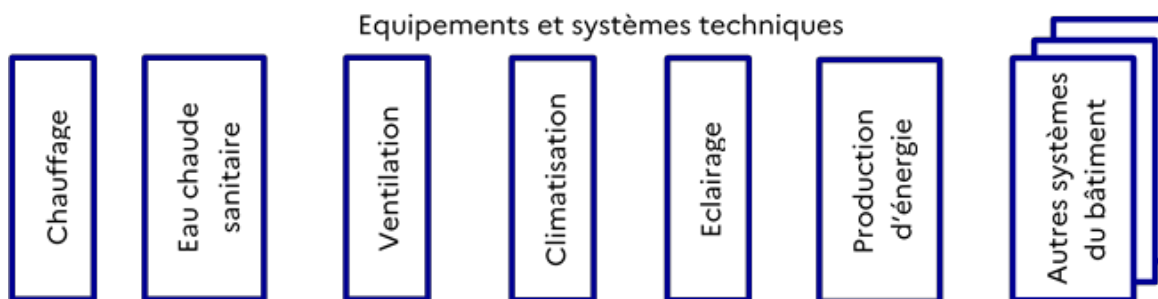 Equipements et systèmes techniques
Chauffage
Eau chaude
sanitaire
Ventilation
Climatisation
Eclairage
Production
d'énergie
Autres systèmes
du bâtiment